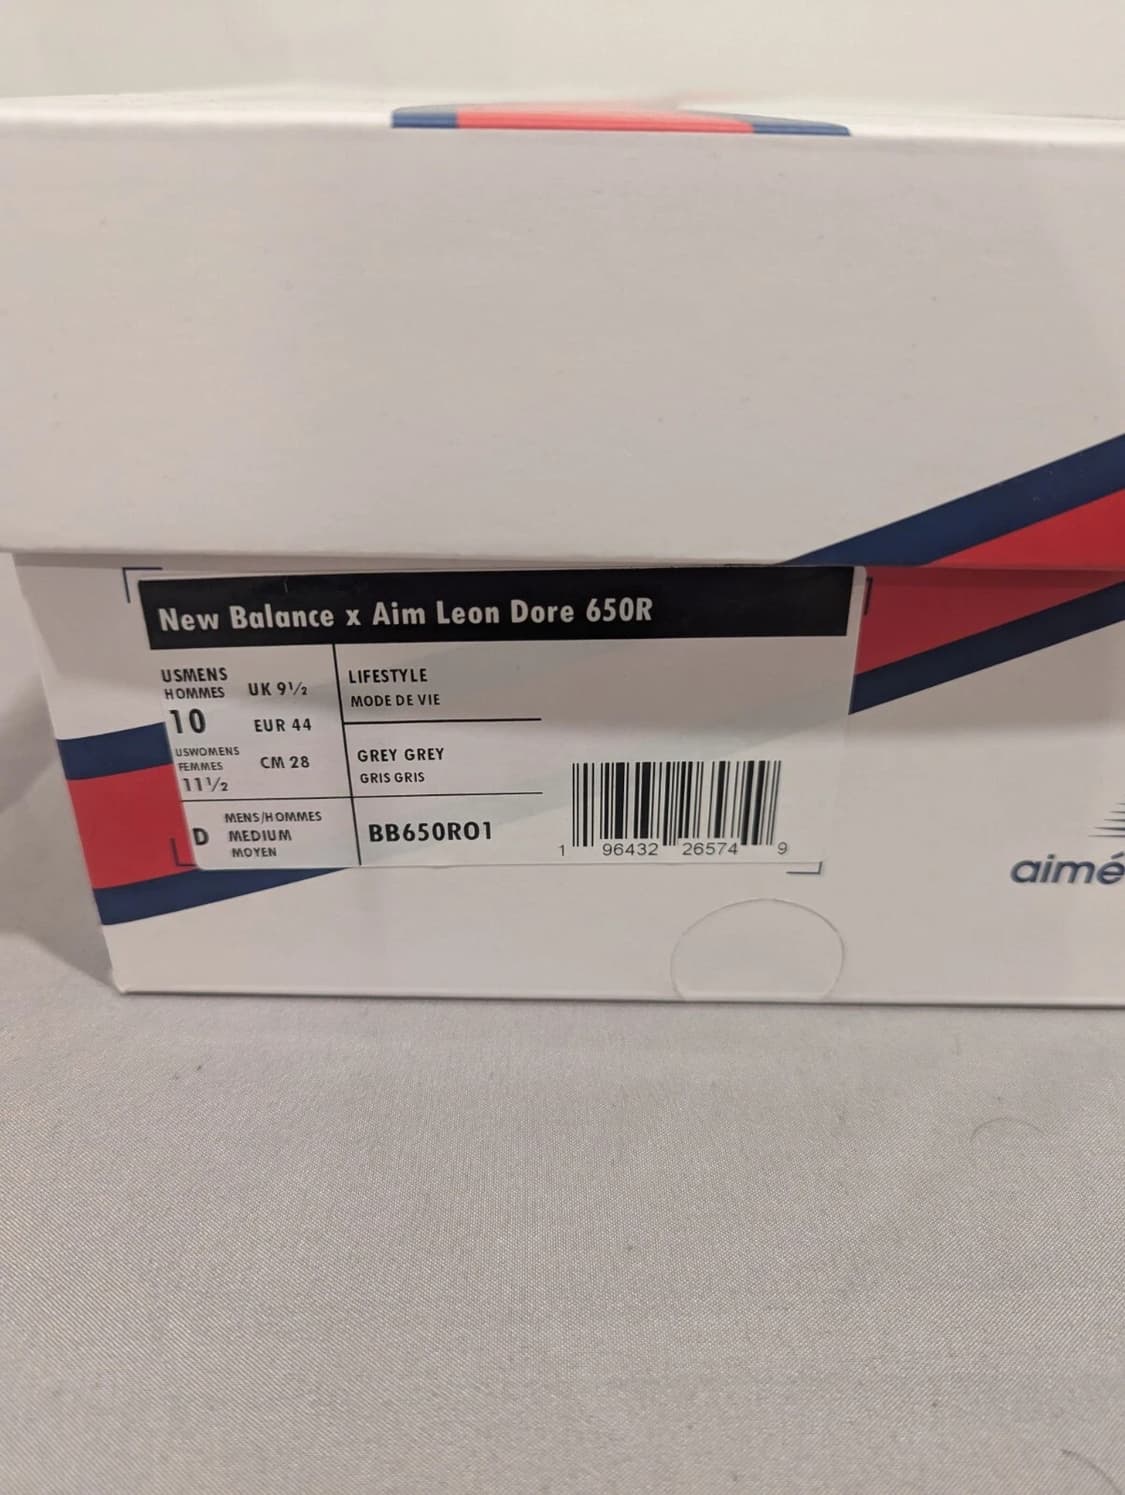 New Balance x Aim Leon Dore 650R
USMENS
HOMMES
10
USWOMENS
FEMMES
11½
UK 9½
EUR 44
CM 28
LIFESTYLE
MODE DE VIE
GREY GREY
GRIS GRIS
D
MENS/HOMMES
MEDIUM
MOYEN
BB650RO1
1 96432 26574 9
aimé